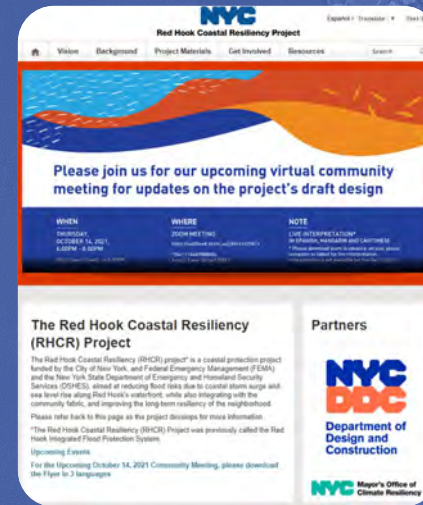 NYC
Español
Translate
▼
Text
Red Hook Coastal Resiliency Project
Vision
Background
Project Materials
Get Involved
Resources
Search
Please join us for our upcoming virtual community
meeting for updates on the project's draft design
WHEN
THURSDAY,
OCTOBER 14, 2021,
6:00PM - 8:00PM
WHERE
ZOOM MEETING
NOTE
LIVE INTERPRETATION*
IN SPANISH, MANDARIN AND CANTONESE
The Red Hook Coastal Resiliency
(RHCR) Project
The Red Hook Coastal Resiliency (RHCR) project* is a coastal protection project
funded by the City of New York, and Federal Emergency Management (FEMA)
and the New York State Department of Emergency and Homeland Security
Services (DSHES), aimed at reducing flood risks due to coastal storm surge and
sea level rise along Red Hook's waterfront, while also integrating with the
community fabric, and improving the long-term resiliency of the neighborhood.
Please refer back to this page as the project develops for more information.
*The Red Hook Coastal Resiliency (RHCR) Project was previously called the Red
Hook Integrated Flood Protection System.
Upcoming Events
For the Upcoming October 14, 2021 Community Meeting, please download
the Flyer in 3 languages
Partners
NYC
DDC
Department of
Design and
Construction
NYC Mayor's Office of
Climate Resiliency